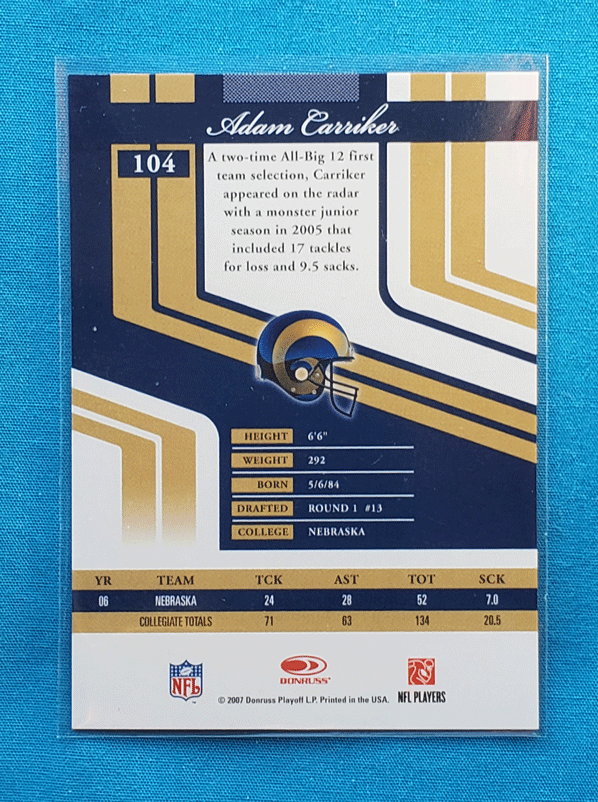 Adam Carriker
104
A two-time All-Big 12 first
team selection, Carriker
appeared on the radar
with a monster junior
season in 2005 that
included 17 tackles
for loss and 9.5 sacks.
HEIGHT 6'6"
WEIGHT 292
BORN 5/6/84
DRAFTED ROUND 1 #13
COLLEGE NEBRASKA
YR TEAM TCK AST TOT SCK
06 NEBRASKA 24 28 52 7.0
COLLEGIATE TOTALS 71 63 134 20.5
NFL
DONRUSS
© 2007 Donruss Playoff L.P. Printed in the USA.
NFL PLAYERS